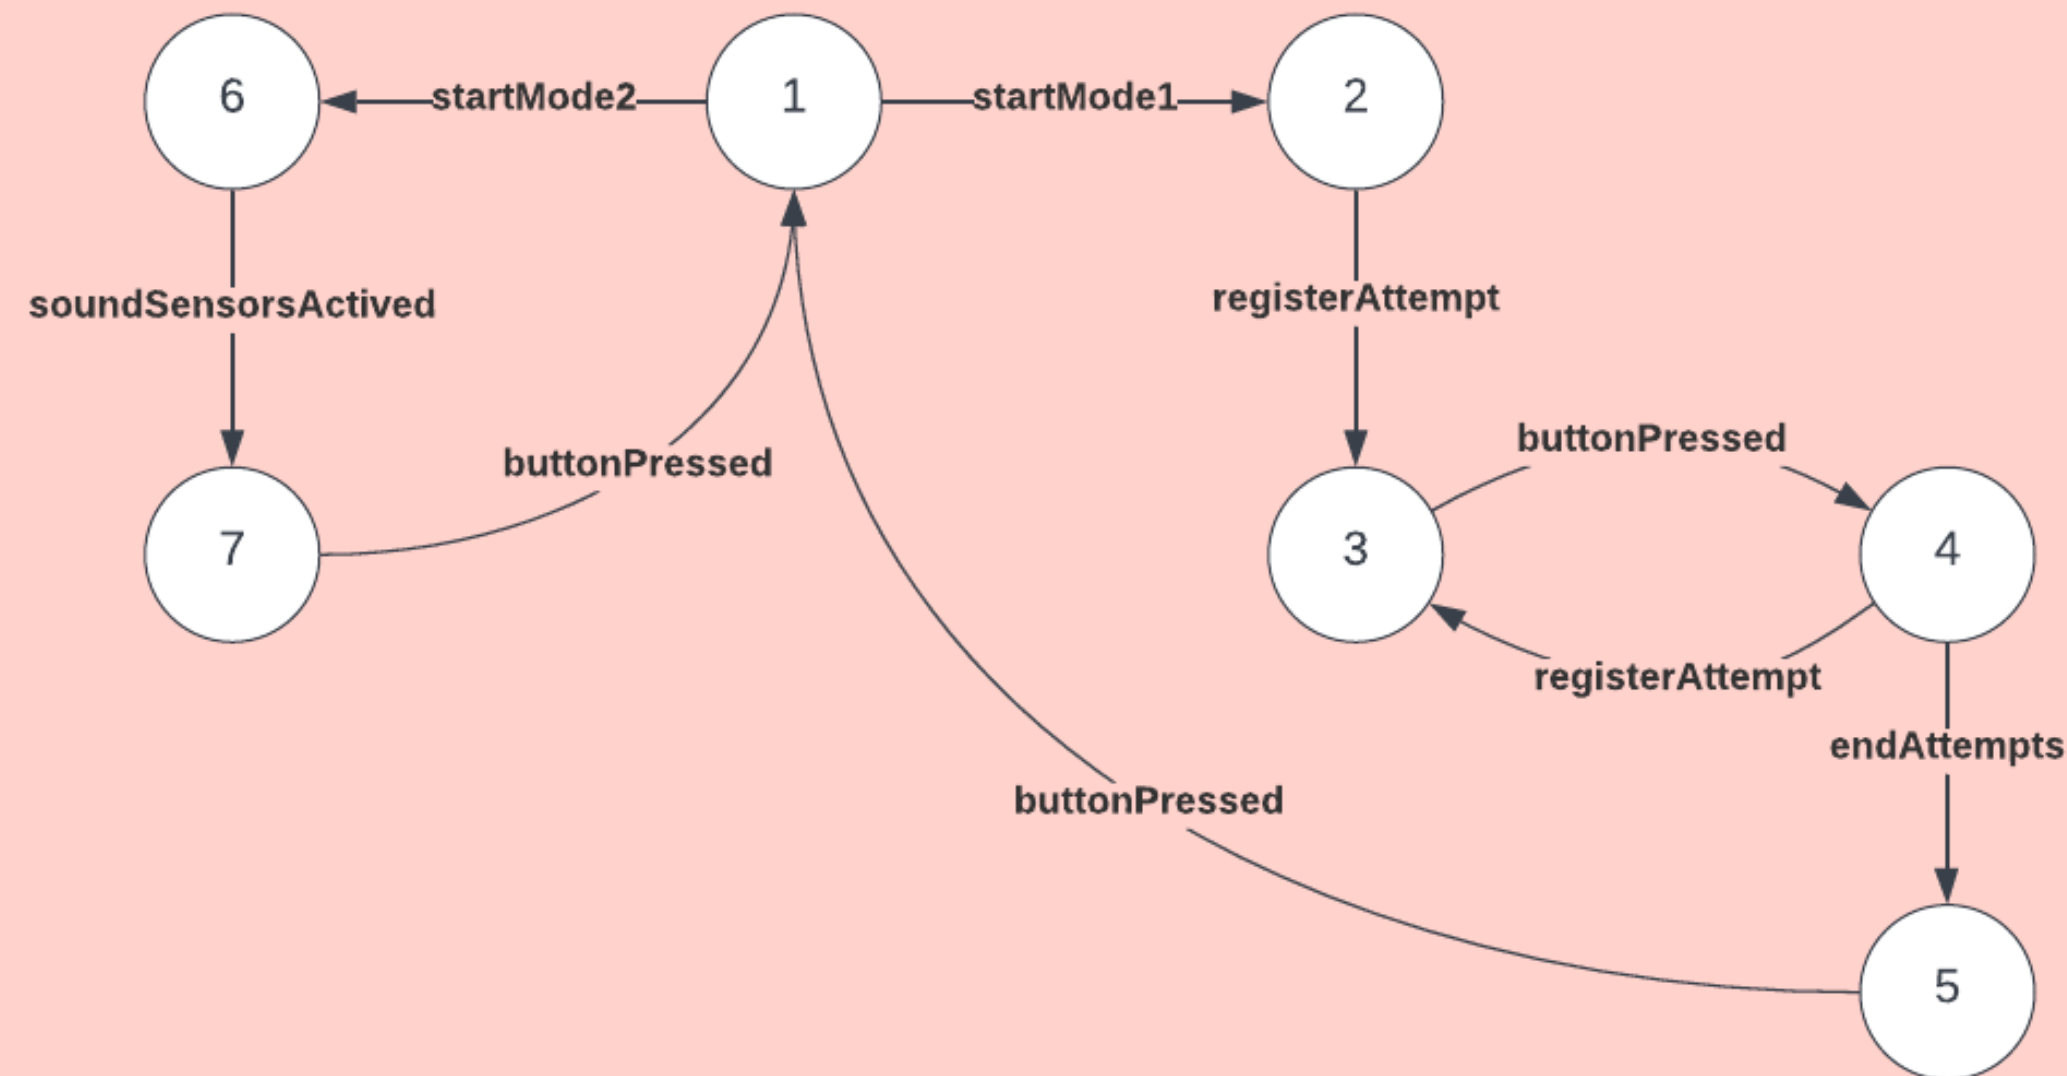 6
startMode2
1
startMode1
2
soundSensorsActived
registerAttempt
buttonPressed
buttonPressed
7
3
4
registerAttempt
endAttempts
buttonPressed
5